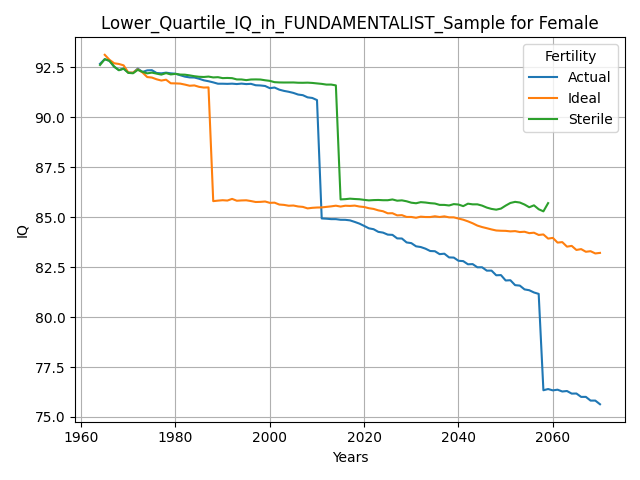 Lower_Quartile_IQ_in_FUNDAMENTALIST_Sample for Female
Fertility
Actual
Ideal
Sterile
IQ
92.5
90.0
87.5
85.0
82.5
80.0
77.5
75.0
1960 1980 2000 2020 2040 2060
Years